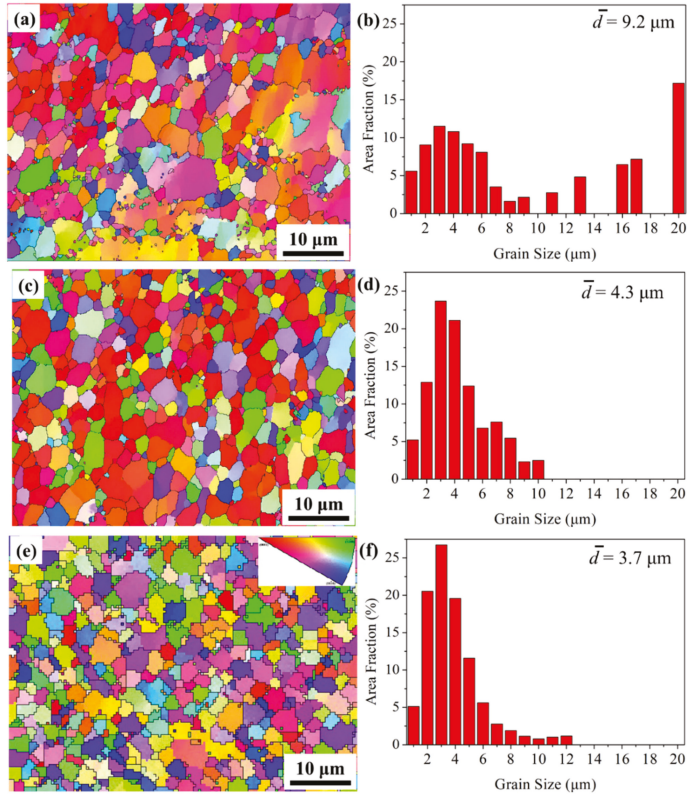 (a)
10 µm
(b)
d̄ = 9.2 µm
Area Fraction (%)
25
20
15
10
5
0
2 4 6 8 10 12 14 16 18 20
Grain Size (µm)
(c)
10 µm
(d)
d̄ = 4.3 µm
Area Fraction (%)
25
20
15
10
5
0
2 4 6 8 10 12 14 16 18 20
Grain Size (µm)
(e)
10 µm
(f)
d̄ = 3.7 µm
Area Fraction (%)
25
20
15
10
5
0
2 4 6 8 10 12 14 16 18 20
Grain Size (µm)